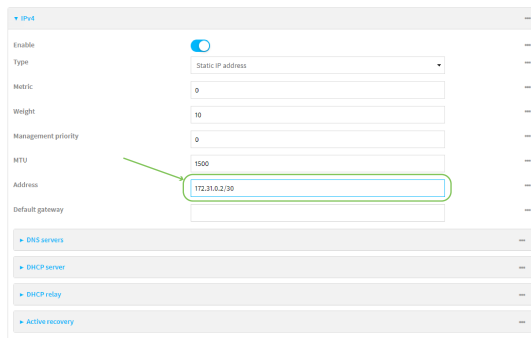 ▾ IPv4
Enable
Type
Static IP address
Metric
0
Weight
10
Management priority
0
MTU
1500
Address
172.31.0.2/30
Default gateway
▸ DNS servers
▸ DHCP server
▸ DHCP relay
▸ Active recovery